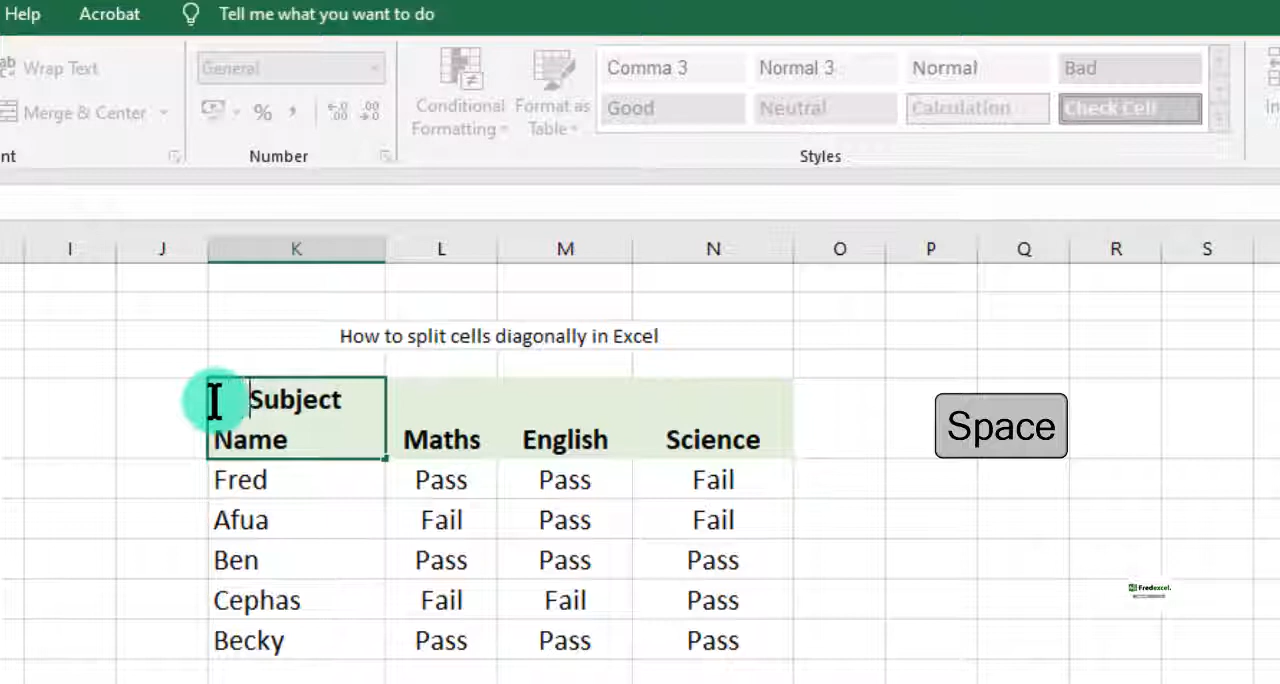 Help Acrobat Tell me what you want to do
ab Wrap Text General Comma 3 Normal 3 Normal Bad
Merge & Center % , Conditional Formatting Format as Table Good Neutral Calculation Check Cell
nt Number Styles
I J K L M N O P Q R S
How to split cells diagonally in Excel
Subject
Name Maths English Science
Space
Fred Pass Pass Fail
Afua Fail Pass Fail
Ben Pass Pass Pass
Cephas Fail Fail Pass
Becky Pass Pass Pass
Fredexcel.